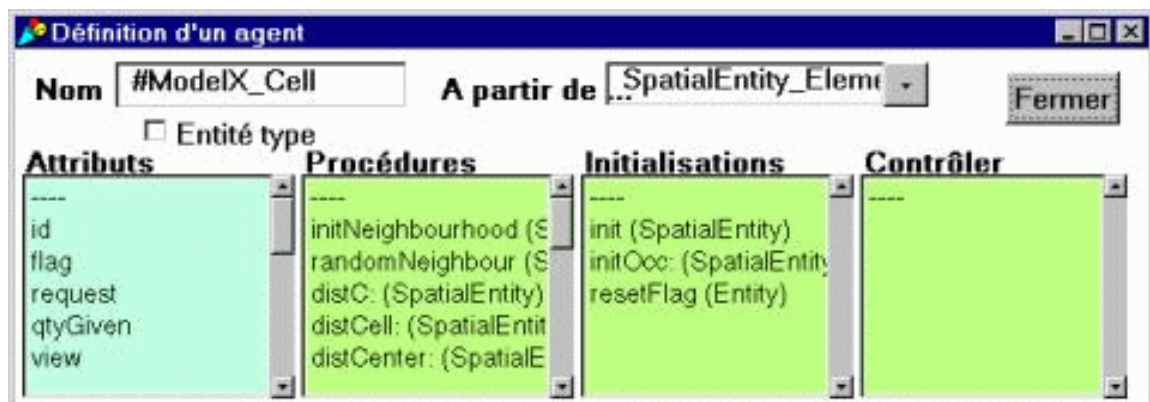 Définition d'un agent
Nom #ModelX_Cell A partir de ... _SpatialEntity_Eleme Fermer
Entité type
Attributs Procédures Initialisations Contrôler
---- ---- ---- ----
id initNeighbourhood (S init (SpatialEntity)
flag randomNeighbour (S initOcc: (SpatialEntity
request distC: (SpatialEntity) resetFlag (Entity)
qtyGiven distCell: (SpatialEntit
view distCenter: (SpatialE